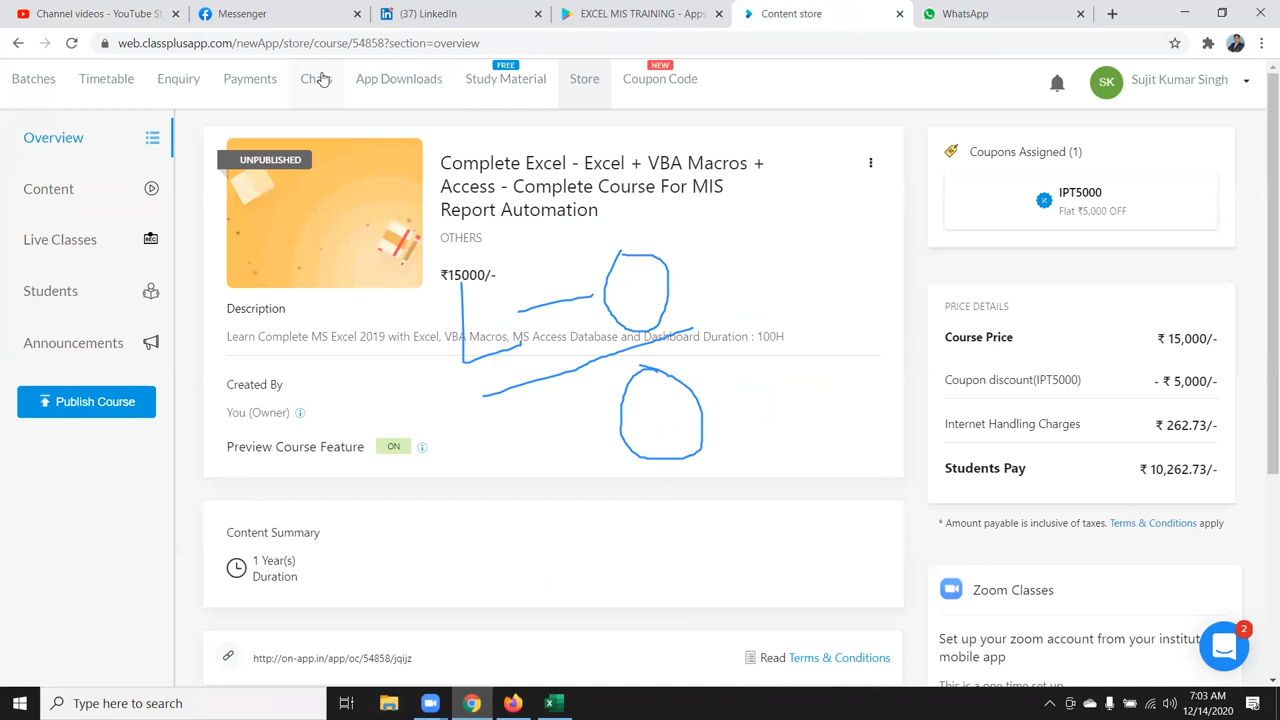 Channel videos - YouTube S
Messenger
(37) LinkedIn
EXCEL MIS TRAINING - Apps
Content store
WhatsApp
web.classplusapp.com/newApp/store/course/54858?section=overview
FREE
NEW
Batches
Timetable
Enquiry
Payments
App Downloads
Study Material
Store
Coupon Code
SK
Sujit Kumar Singh
Overview
Content
Live Classes
REC
Students
Announcements
Publish Course
UNPUBLISHED
Complete Excel - Excel + VBA Macros +
Access - Complete Course For MIS
Report Automation
OTHERS
₹15000/-
Description
Learn Complete MS Excel 2019 with Excel, VBA Macros, MS Access Database and Dashboard Duration : 100H
Created By
You (Owner)
Preview Course Feature ON
Content Summary
1 Year(s)
Duration
http://on-app.in/app/oc/54858/jqijz
Read Terms & Conditions
Coupons Assigned (1)
IPT5000
Flat ₹5,000 OFF
PRICE DETAILS
Course Price ₹ 15,000/-
Coupon discount(IPT5000) - ₹ 5,000/-
Internet Handling Charges ₹ 262.73/-
Students Pay ₹ 10,262.73/-
* Amount payable is inclusive of taxes. Terms & Conditions apply
Zoom Classes
Set up your zoom account from your institut
mobile app
This is a one time set up
2
Type here to search
7:03 AM
12/14/2020